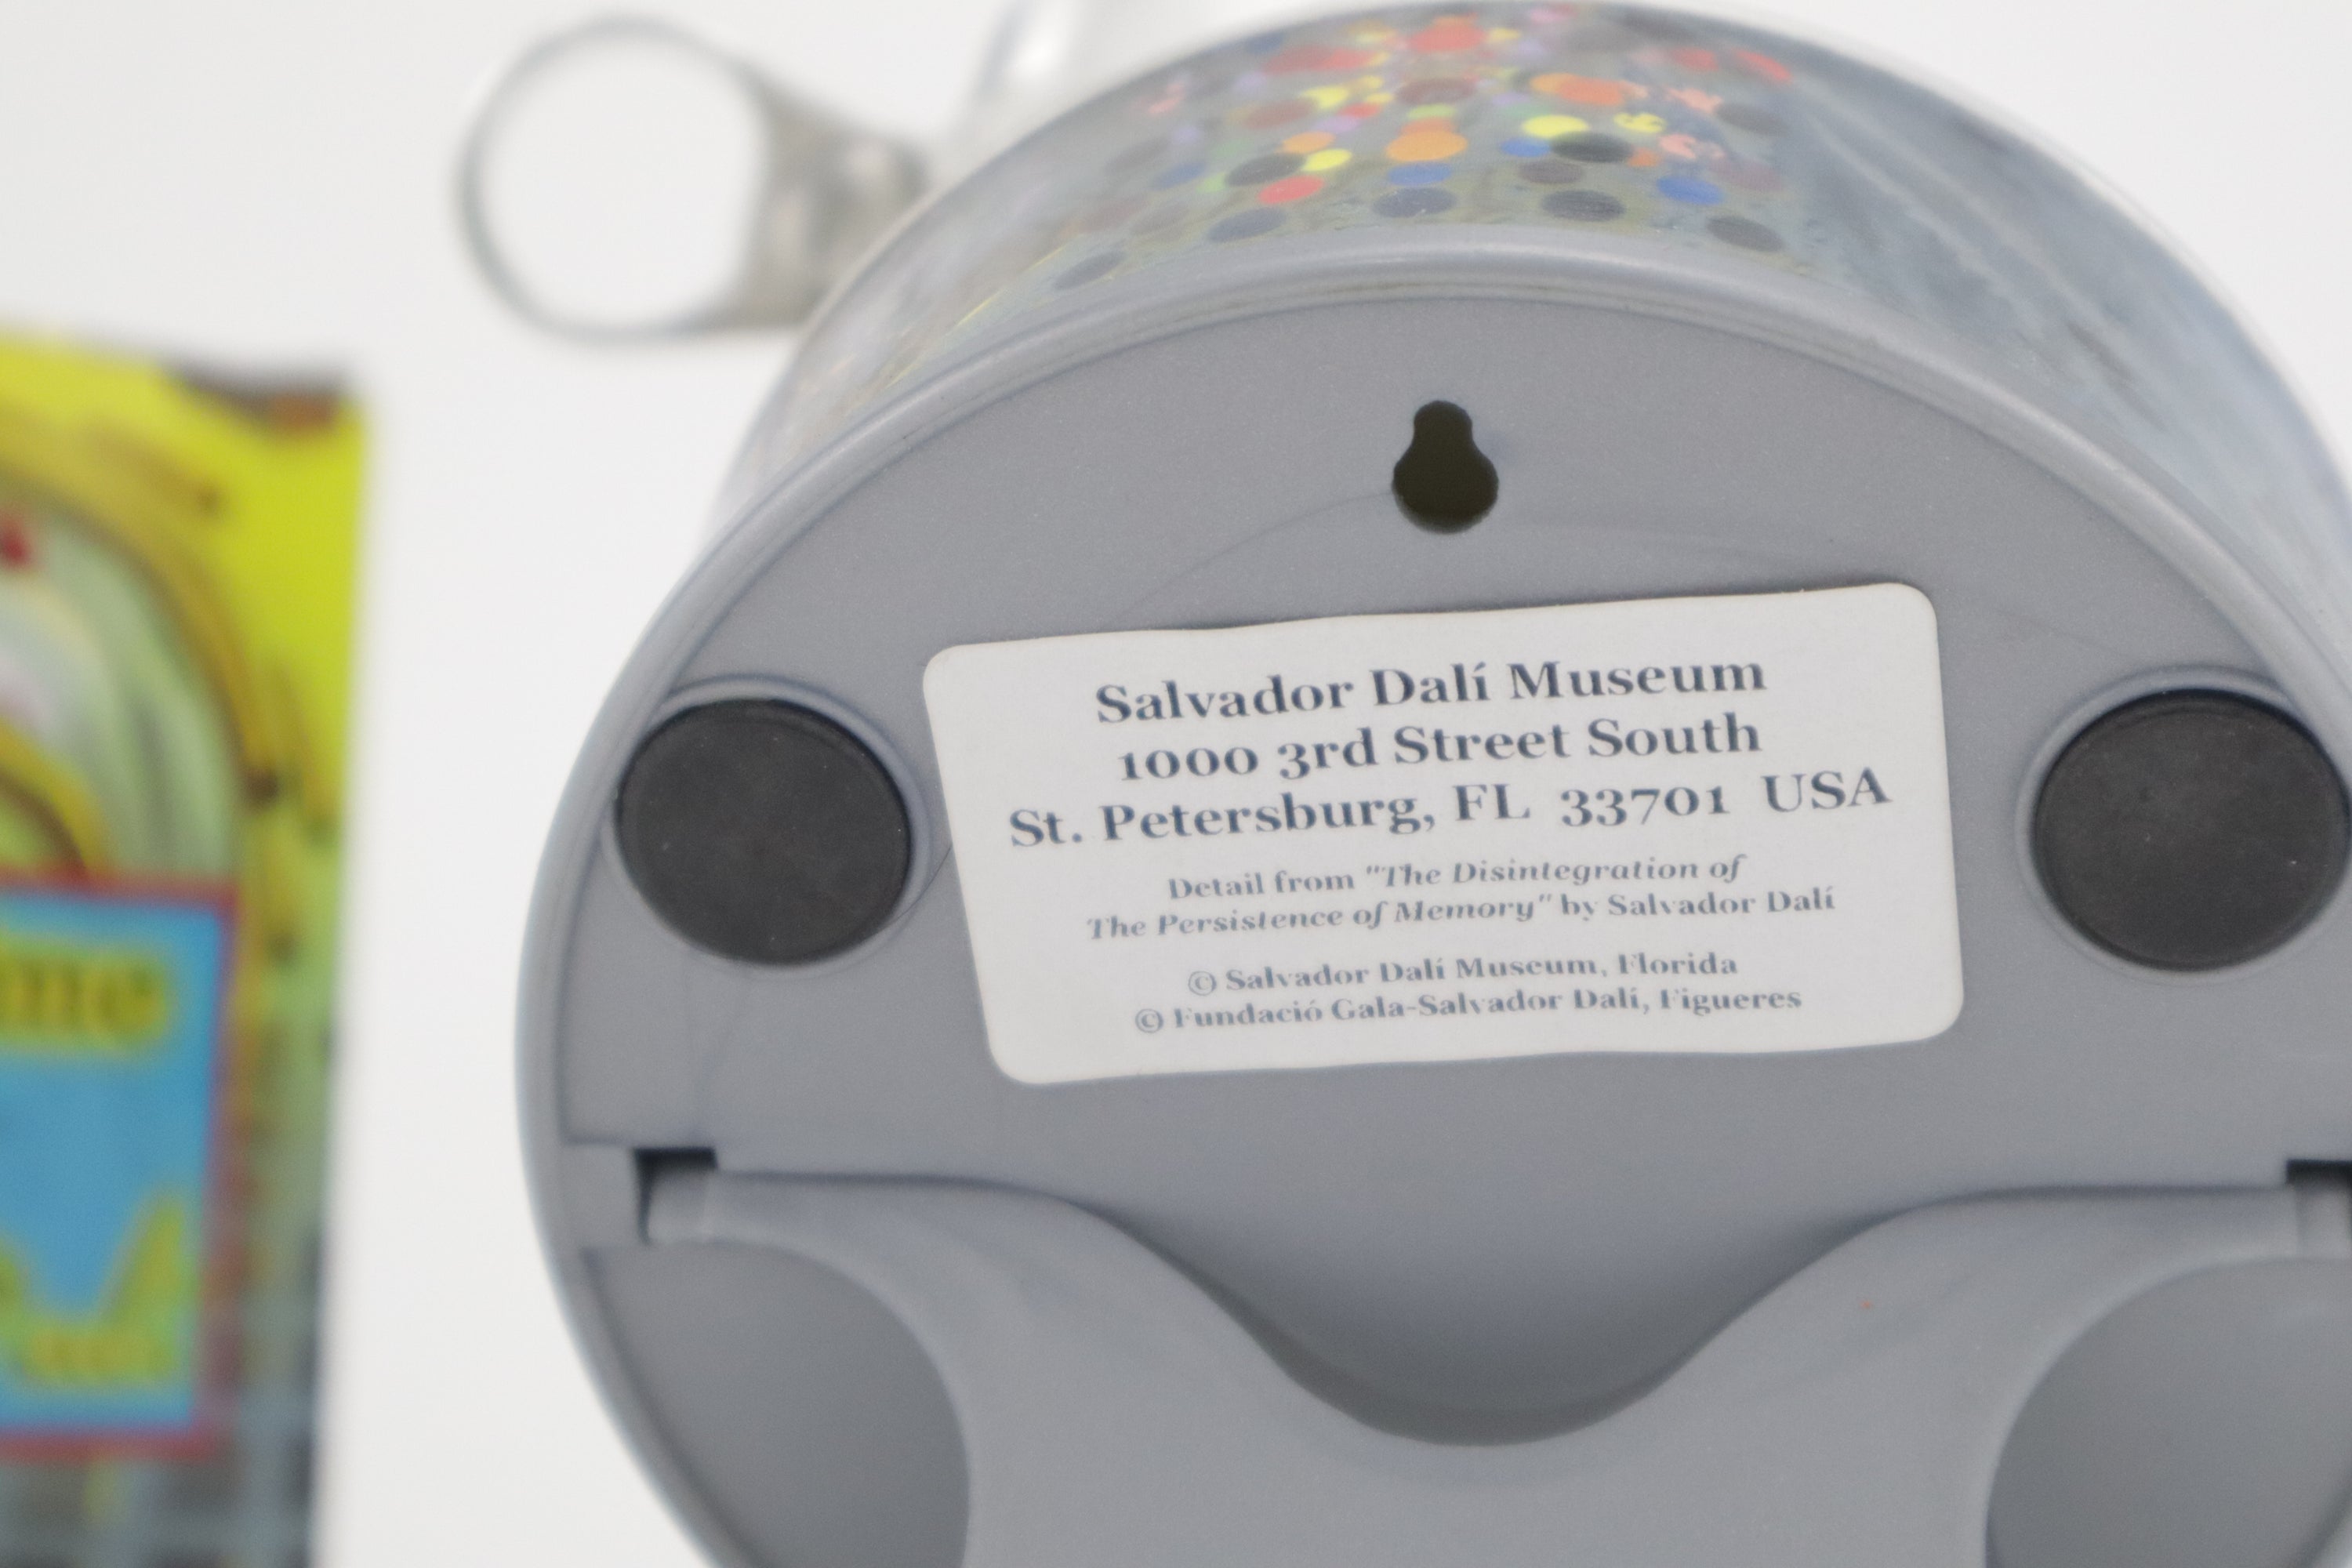 Salvador Dalí Museum
1000 3rd Street South
St. Petersburg, FL 33701 USA
Detail from "The Disintegration of
The Persistence of Memory" by Salvador Dalí
© Salvador Dalí Museum, Florida
© Fundació Gala-Salvador Dalí, Figueres